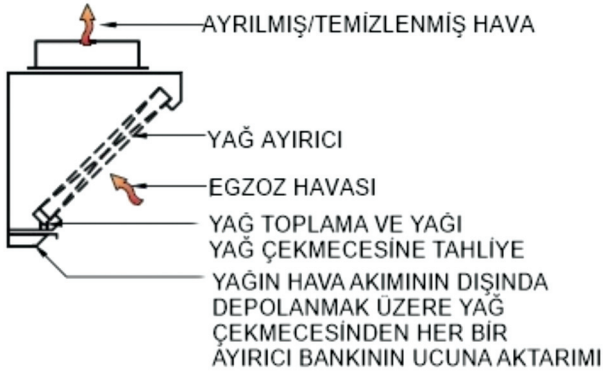 AYRILMIŞ/TEMİZLENMİŞ HAVA
YAĞ AYIRICI
EGZOZ HAVASI
YAĞ TOPLAMA VE YAĞI
YAĞ ÇEKMECESİNE TAHLİYE
YAĞIN HAVA AKIMININ DIŞINDA
DEPOLANMAK ÜZERE YAĞ
ÇEKMECESİNDEN HER BİR
AYIRICI BANKININ UCUNA AKTARIMI